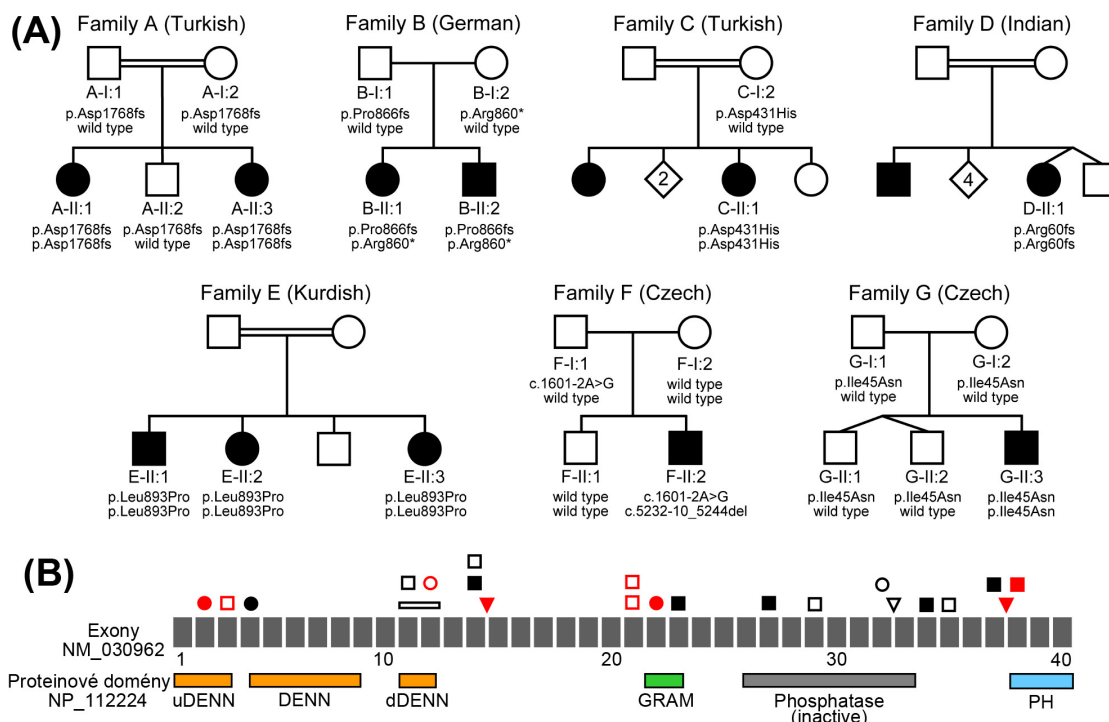 (A)
Family A (Turkish)
A-I:1
p.Asp1768fs
wild type
A-I:2
p.Asp1768fs
wild type
A-II:1
p.Asp1768fs
p.Asp1768fs
A-II:2
p.Asp1768fs
wild type
A-II:3
p.Asp1768fs
p.Asp1768fs
Family B (German)
B-I:1
p.Pro866fs
wild type
B-I:2
p.Arg860*
wild type
B-II:1
p.Pro866fs
p.Arg860*
B-II:2
p.Pro866fs
p.Arg860*
Family C (Turkish)
C-I:2
p.Asp431His
wild type
2
C-II:1
p.Asp431His
p.Asp431His
Family D (Indian)
4
D-II:1
p.Arg60fs
p.Arg60fs
Family E (Kurdish)
E-II:1
p.Leu893Pro
p.Leu893Pro
E-II:2
p.Leu893Pro
p.Leu893Pro
E-II:3
p.Leu893Pro
p.Leu893Pro
Family F (Czech)
F-I:1
c.1601-2A>G
wild type
F-I:2
wild type
wild type
F-II:1
wild type
wild type
F-II:2
c.1601-2A>G
c.5232-10_5244del
Family G (Czech)
G-I:1
p.Ile45Asn
wild type
G-I:2
p.Ile45Asn
wild type
G-II:1
p.Ile45Asn
wild type
G-II:2
p.Ile45Asn
wild type
G-II:3
p.Ile45Asn
p.Ile45Asn
(B)
Exony
NM_030962
1 10 20 30 40
Proteinové domény
NP_112224
uDENN DENN dDENN GRAM Phosphatase
(inactive)
PH